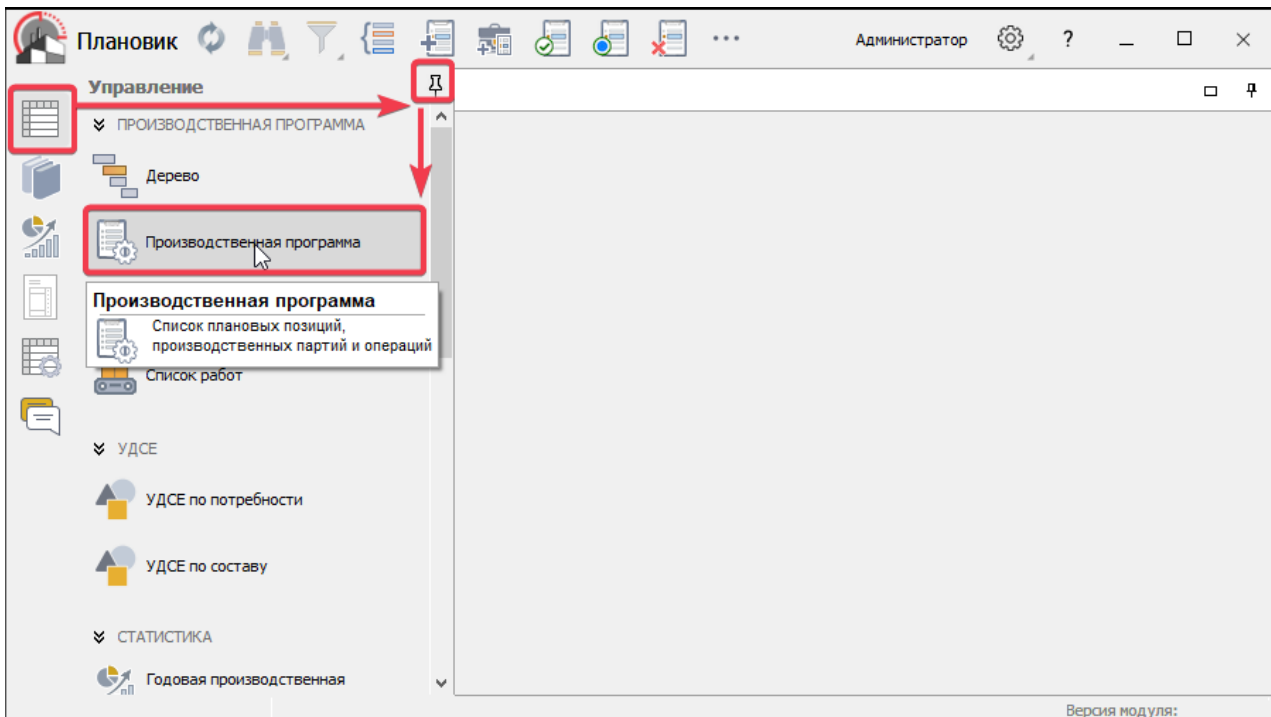 Плановик
Администратор
?
Управление
ПРОИЗВОДСТВЕННАЯ ПРОГРАММА
Дерево
Производственная программа
Производственная программа
Список плановых позиций,
производственных партий и операций
Список работ
УДСЕ
УДСЕ по потребности
УДСЕ по составу
СТАТИСТИКА
Годовая производственная
Версия модуля: